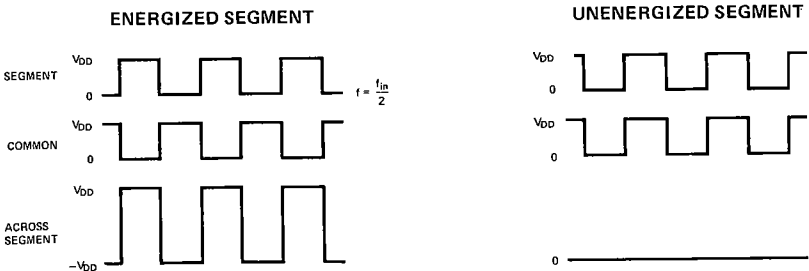 ENERGIZED SEGMENT
UNENERGIZED SEGMENT
SEGMENT
VDD
0
f = fin/2
VDD
0
COMMON
VDD
0
VDD
0
ACROSS
SEGMENT
VDD
−VDD
0